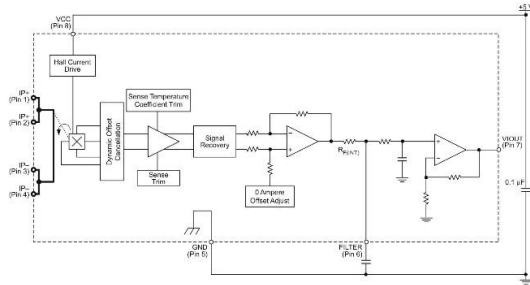 +5 V
VCC
(Pin 8)
Hall Current
Drive
IP+
(Pin 1)
IP+
(Pin 2)
IP−
(Pin 3)
IP−
(Pin 4)
Dynamic Offset
Cancellation
Sense Temperature
Coefficient Trim
Sense
Trim
Signal
Recovery
0 Ampere
Offset Adjust
RF(INT)
VIOUT
(Pin 7)
0.1 µF
GND
(Pin 5)
FILTER
(Pin 6)